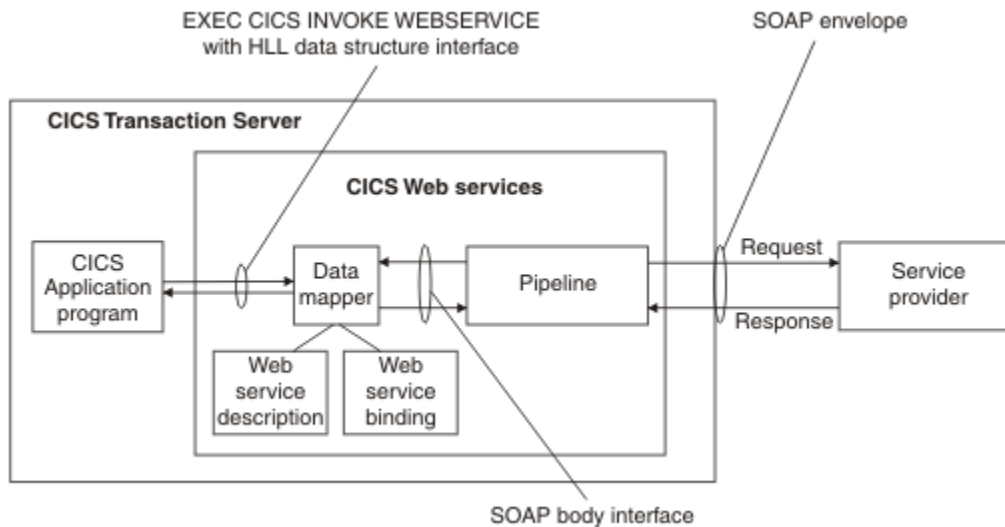 EXEC CICS INVOKE WEBSERVICE
with HLL data structure interface
SOAP envelope
CICS Transaction Server
CICS Web services
CICS
Application
program
Data
mapper
Pipeline
Request
Response
Service
provider
Web
service
description
Web
service
binding
SOAP body interface